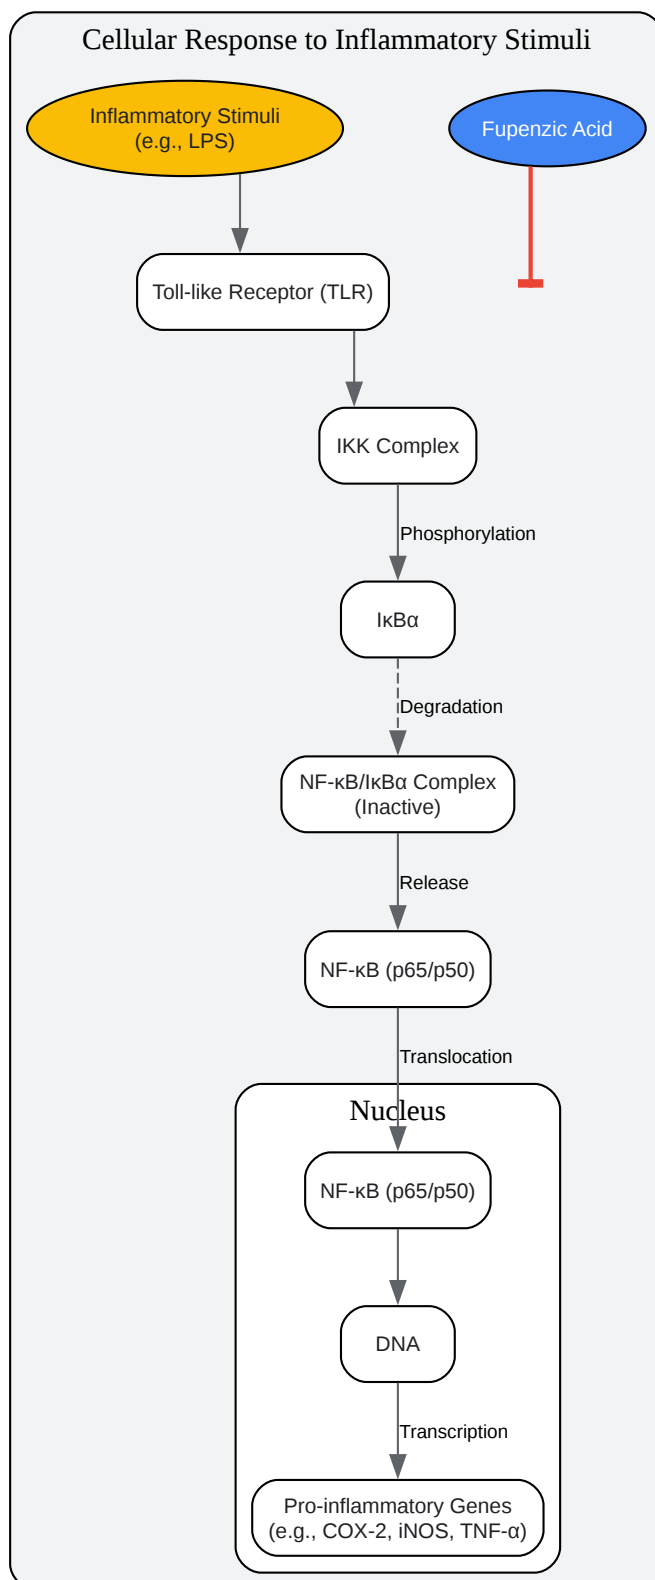 Cellular Response to Inflammatory Stimuli
Inflammatory Stimuli
(e.g., LPS)
Fupenzic Acid
Toll-like Receptor (TLR)
IKK Complex
Phosphorylation
IκBα
Degradation
NF-κB/IκBα Complex
(Inactive)
Release
NF-κB (p65/p50)
Translocation
Nucleus
NF-κB (p65/p50)
DNA
Transcription
Pro-inflammatory Genes
(e.g., COX-2, iNOS, TNF-α)